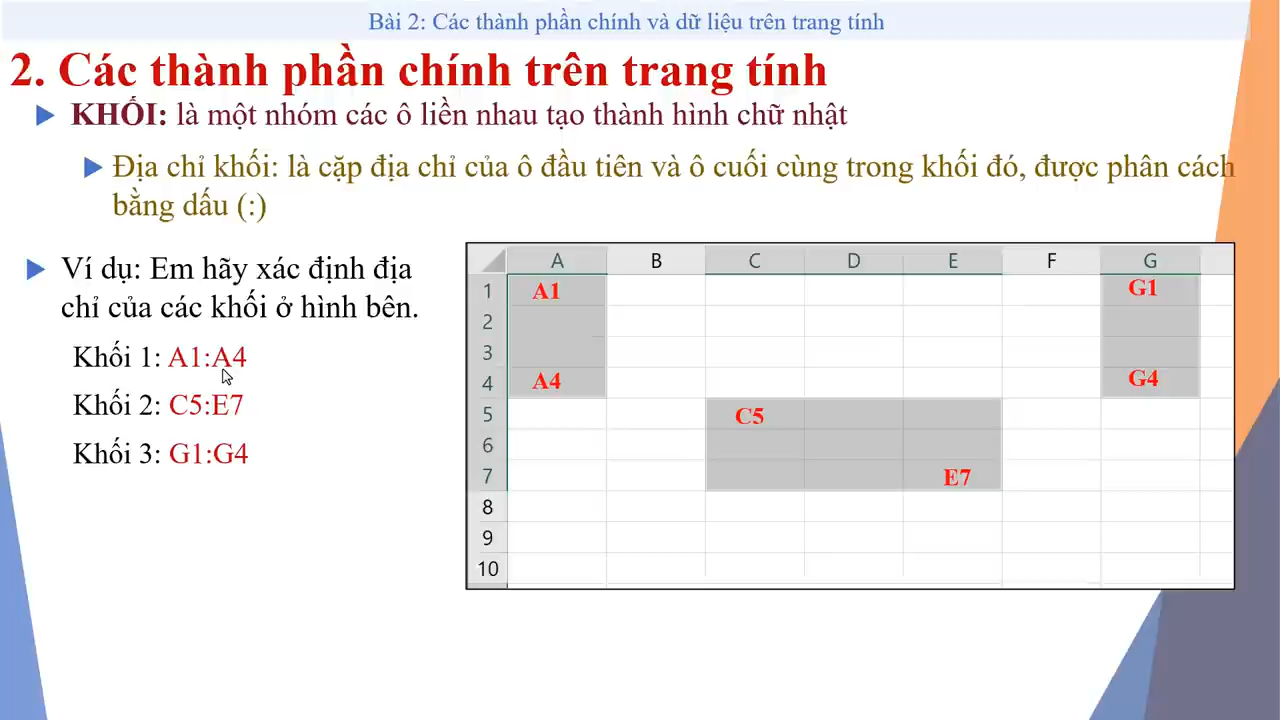 Bài 2: Các thành phần chính và dữ liệu trên trang tính
2. Các thành phần chính trên trang tính
KHỐI: là một nhóm các ô liền nhau tạo thành hình chữ nhật
Địa chỉ khối: là cặp địa chỉ của ô đầu tiên và ô cuối cùng trong khối đó, được phân cách
bằng dấu (:)
Ví dụ: Em hãy xác định địa
chỉ của các khối ở hình bên.
Khối 1: A1:A4
Khối 2: C5:E7
Khối 3: G1:G4
A B C D E F G
1 A1 G1
2
3
4 A4 G4
5 C5
6
7 E7
8
9
10